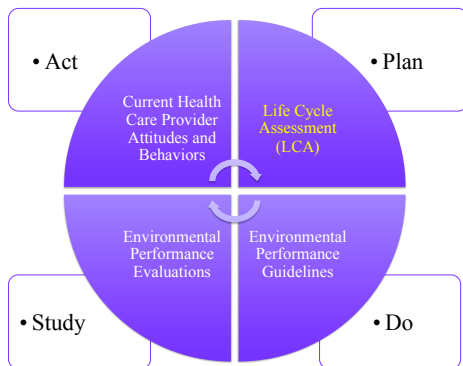 • Act
• Plan
Current Health
Care Provider
Attitudes and
Behaviors
Life Cycle
Assessment
(LCA)
Environmental
Performance
Evaluations
Environmental
Performance
Guidelines
• Study
• Do